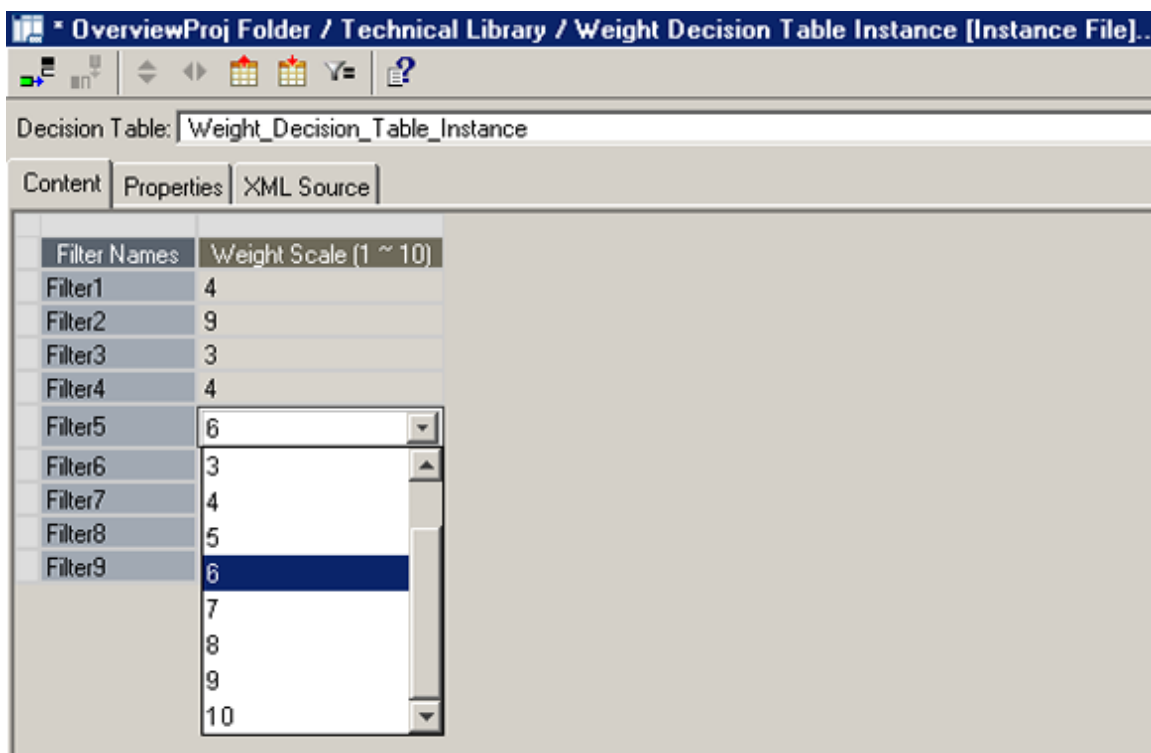 * OverviewProj Folder / Technical Library / Weight Decision Table Instance [Instance File]..
Decision Table: Weight_Decision_Table_Instance
Content Properties XML Source
Filter Names Weight Scale (1 ~ 10)
Filter1 4
Filter2 9
Filter3 3
Filter4 4
Filter5 6
Filter6 3
Filter7 4
Filter8 5
Filter9 6
7
8
9
10